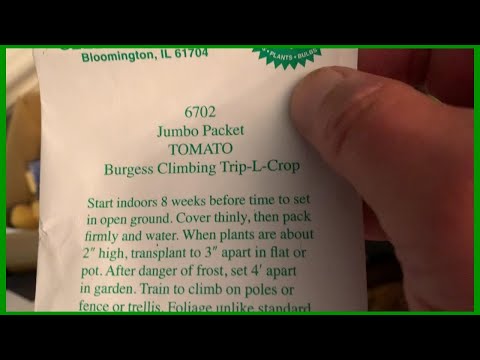 Bloomington, IL 61704
PLANTS • BULBS
6702
Jumbo Packet
TOMATO
Burgess Climbing Trip-L-Crop
Start indoors 8 weeks before time to set
in open ground. Cover thinly, then pack
firmly and water. When plants are about
2" high, transplant to 3" apart in flat or
pot. After danger of frost, set 4' apart
in garden. Train to climb on poles or
fence or trellis. Foliage unlike standard